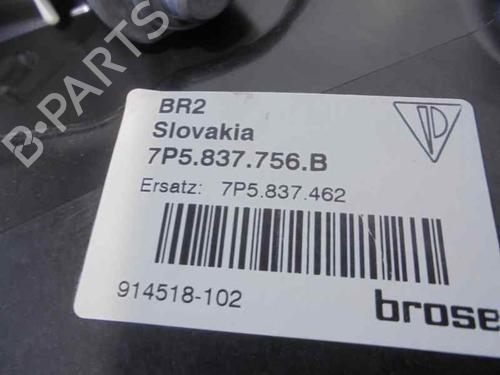 B-PARTS
BR2
Slovakia
7P5.837.756.B
Ersatz: 7P5.837.462
914518-102
brose